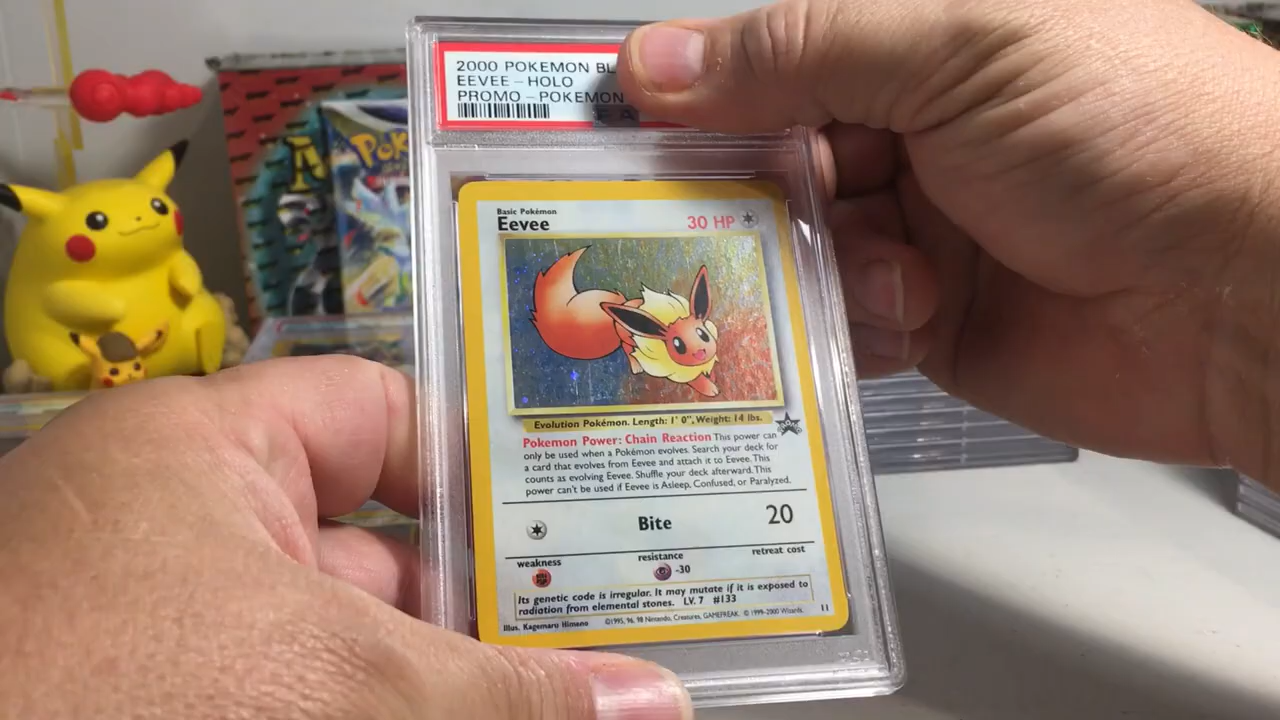 2000 POKEMON BL
EEVEE - HOLO
PROMO - POKEMON
Pok
Basic Pokémon
Eevee
30 HP
Evolution Pokémon. Length: 1' 0", Weight: 14 lbs.
Pokemon Power: Chain Reaction This power can
only be used when a Pokémon evolves. Search your deck for
a card that evolves from Eevee and attach it to Eevee. This
counts as evolving Eevee. Shuffle your deck afterward. This
power can't be used if Eevee is Asleep, Confused, or Paralyzed.
Bite
20
weakness
resistance
retreat cost
-30
Its genetic code is irregular. It may mutate if it is exposed to
radiation from elemental stones. LV. 7 #133
Illus. Kagemaru Himeno
©1995, 96, 98 Nintendo, Creatures, GAMEFREAK. © 1999-2000 Wizards.
11